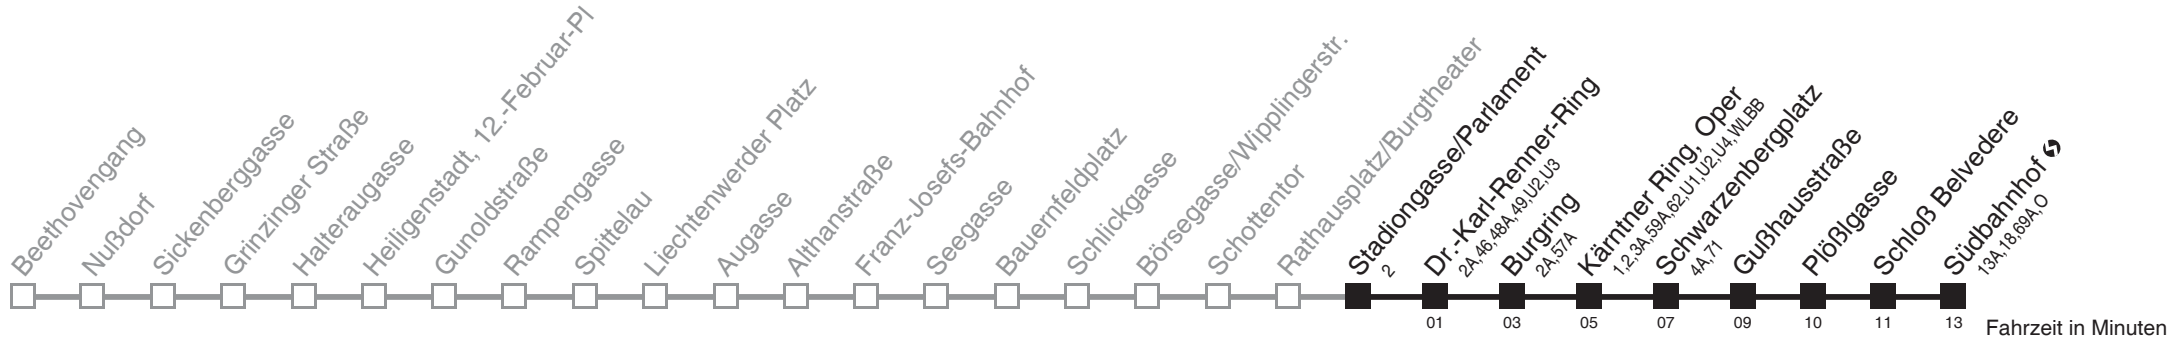 Beethovengang
Nußdorf
Sickenberggasse
Grinzinger Straße
Halteraugasse
Heiligenstadt, 12.-Februar-Pl
Gunoldstraße
Rampengasse
Spittelau
Liechtenwerder Platz
Augasse
Althanstraße
Franz-Josefs-Bahnhof
Seegasse
Bauernfeldplatz
Schlickgasse
Börsegasse/Wipplingerstr.
Schottentor
Rathausplatz/Burgtheater
Stadiongasse/Parlament
2
Dr.-Karl-Renner-Ring
2A,46,48A,49,U2,U3
Burgring
2A,57A
Kärntner Ring, Oper
1,2,3A,59A,62,U1,U2,U4,WLBB
Schwarzenbergplatz
4A,71
Gußhausstraße
Plößlgasse
Schloß Belvedere
Südbahnhof
13A,18,69A,O
01 03 05 07 09 10 11 13
Fahrzeit in Minuten